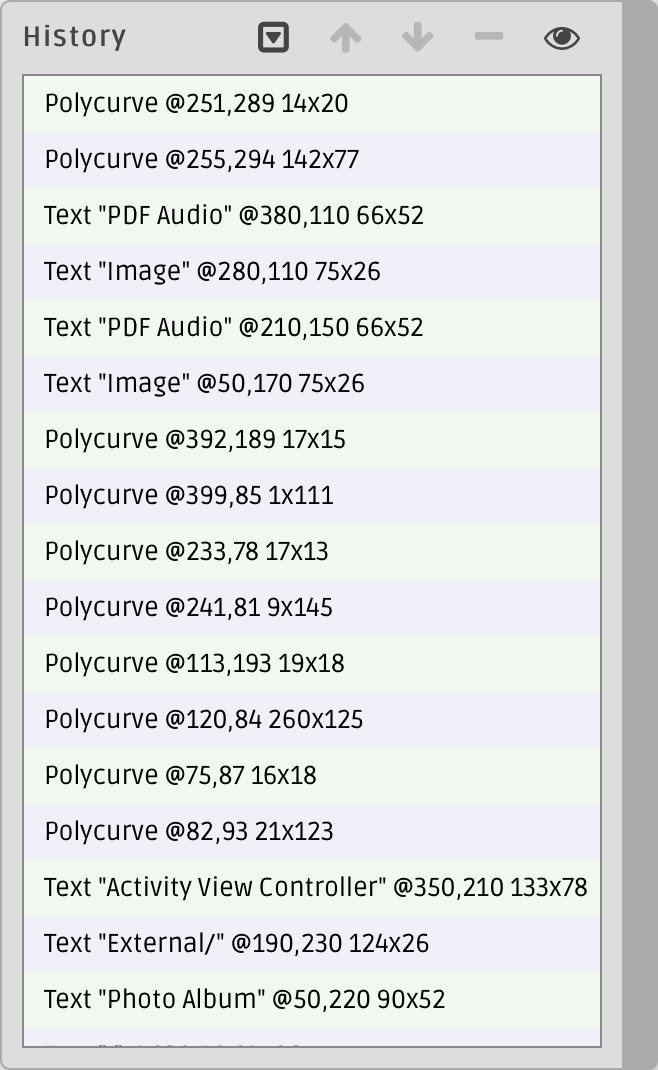 History
Polycurve @251,289 14x20
Polycurve @255,294 142x77
Text "PDF Audio" @380,110 66x52
Text "Image" @280,110 75x26
Text "PDF Audio" @210,150 66x52
Text "Image" @50,170 75x26
Polycurve @392,189 17x15
Polycurve @399,85 1x111
Polycurve @233,78 17x13
Polycurve @241,81 9x145
Polycurve @113,193 19x18
Polycurve @120,84 260x125
Polycurve @75,87 16x18
Polycurve @82,93 21x123
Text "Activity View Controller" @350,210 133x78
Text "External/" @190,230 124x26
Text "Photo Album" @50,220 90x52